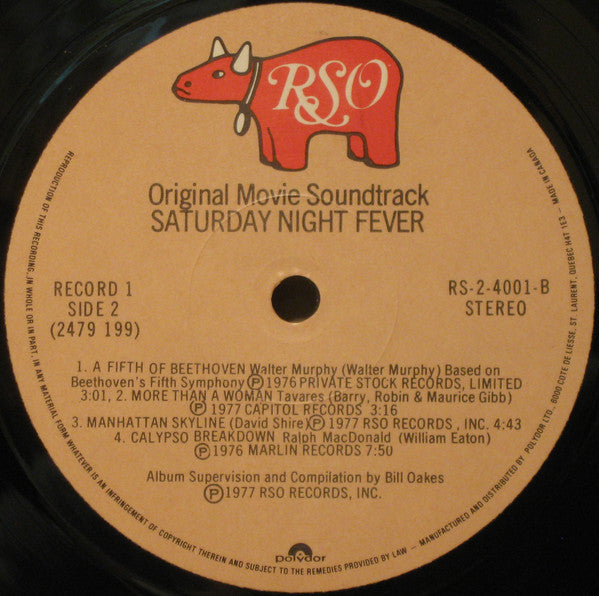 RSO
Original Movie Soundtrack
SATURDAY NIGHT FEVER
RECORD 1
SIDE 2
(2479 199)
RS-2-4001-B
STEREO
1. A FIFTH OF BEETHOVEN Walter Murphy (Walter Murphy) Based on
Beethoven's Fifth Symphony Ⓟ 1976 PRIVATE STOCK RECORDS, LIMITED
3:01, 2. MORE THAN A WOMAN Tavares (Barry, Robin & Maurice Gibb)
Ⓟ 1977 CAPITOL RECORDS 3:16
3. MANHATTAN SKYLINE (David Shire) Ⓟ 1977 RSO RECORDS , INC. 4:43
4. CALYPSO BREAKDOWN Ralph MacDonald (William Eaton)
Ⓟ 1976 MARLIN RECORDS 7:50
Album Supervision and Compilation by Bill Oakes
Ⓟ 1977 RSO RECORDS, INC.
polydor
REPRODUCTION OF THIS RECORDING, IN WHOLE OR IN PART, IN ANY MATERIAL FORM WHATEVER IS AN INFRINGEMENT OF COPYRIGHT THEREIN AND SUBJECT TO THE REMEDIES PROVIDED BY LAW – MANUFACTURED AND DISTRIBUTED BY POLYDOR LTD., 6000 COTE DE LIESSE, ST. LAURENT, QUEBEC H4T 1E3 – MADE IN CANADA